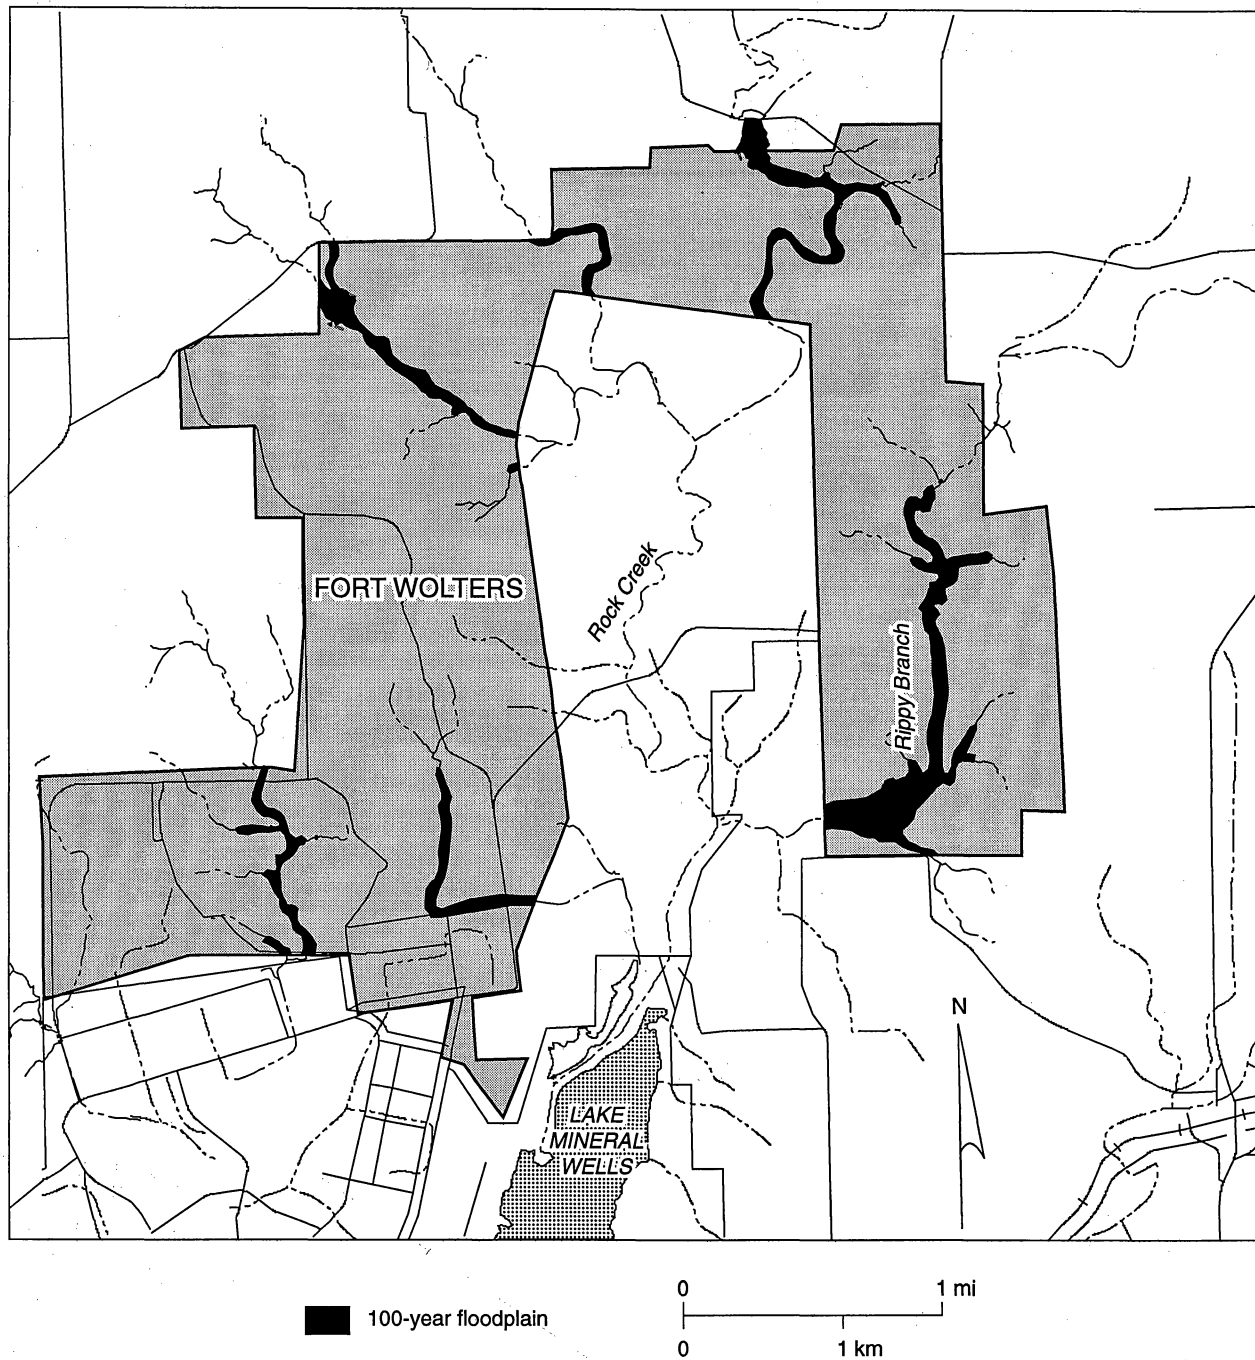 FORT WOLTERS
Rock Creek
Rippy Branch
N
LAKE
MINERAL
WELLS
100-year floodplain
0 1 mi
0 1 km